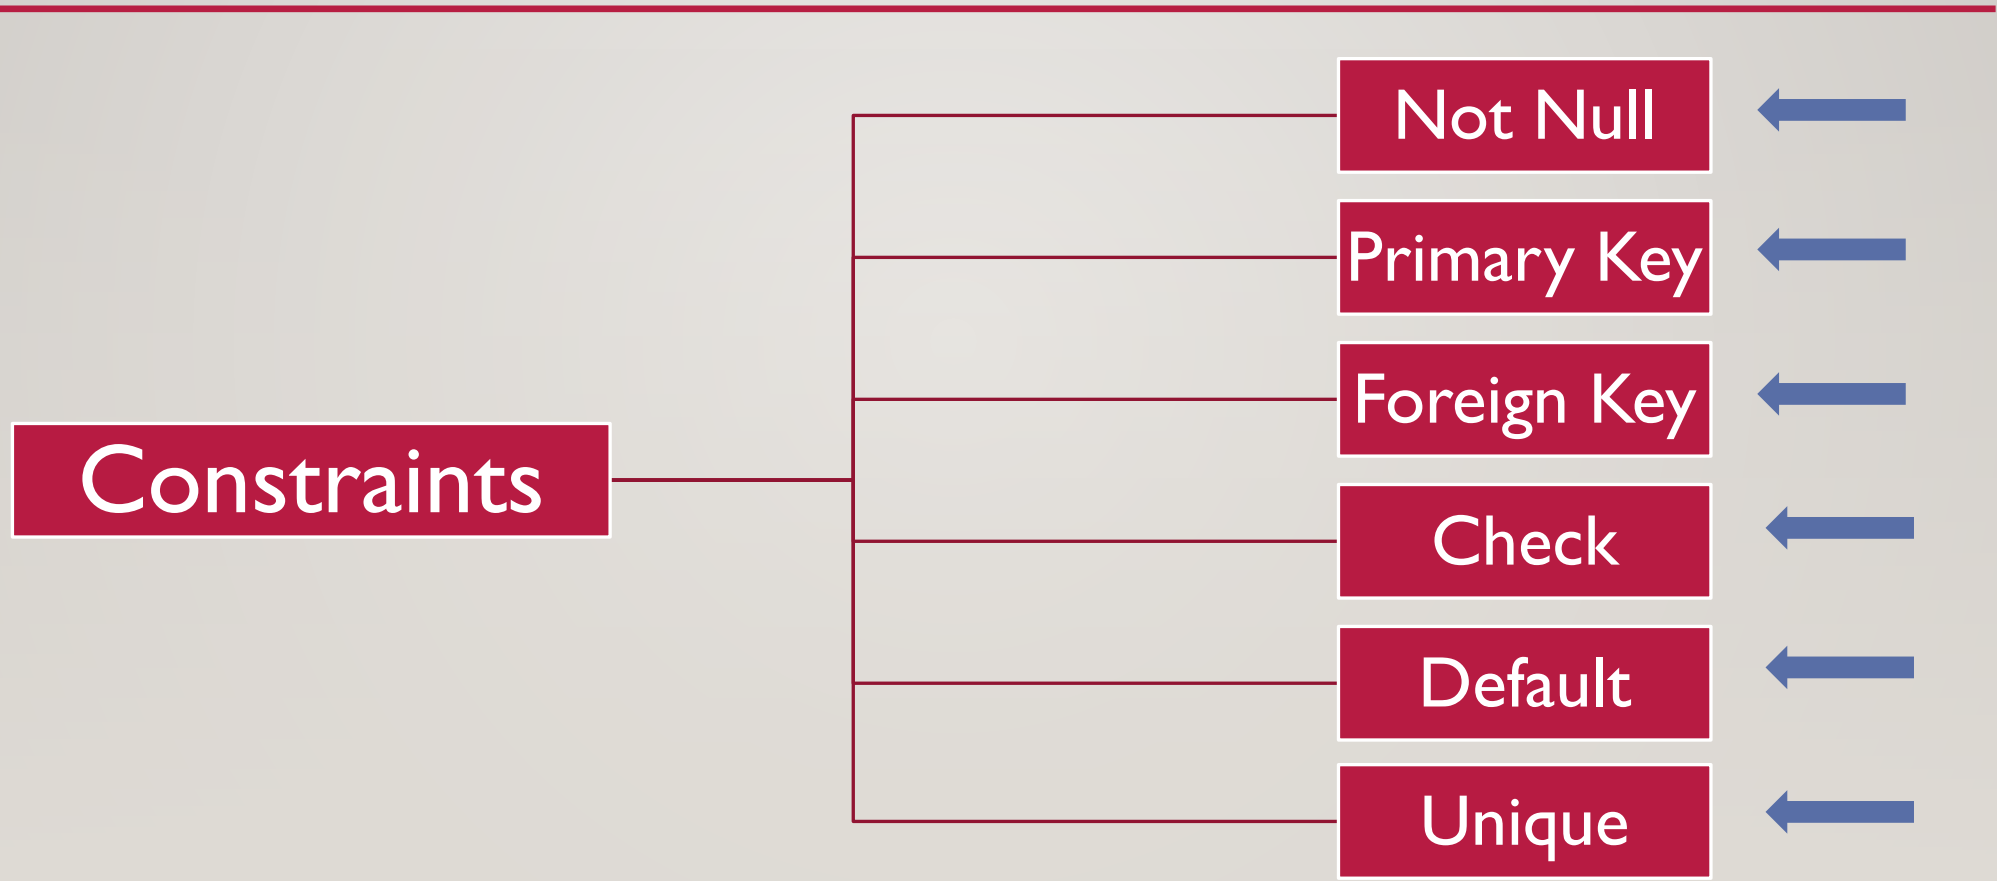 Not Null
Primary Key
Foreign Key
Constraints
Check
Default
Unique